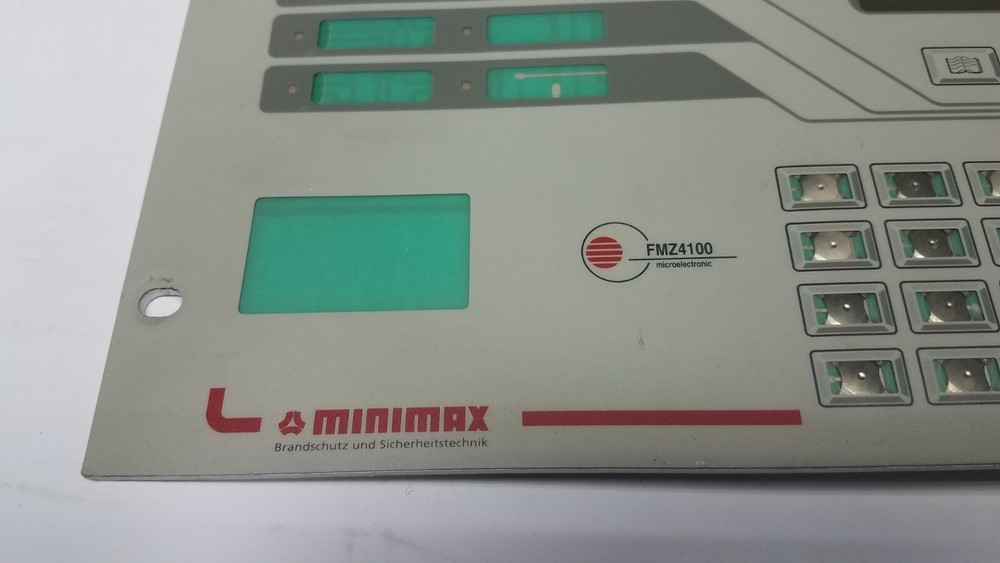 FMZ4100
microelectronic
MINIMAX
Brandschutz und Sicherheitstechnik